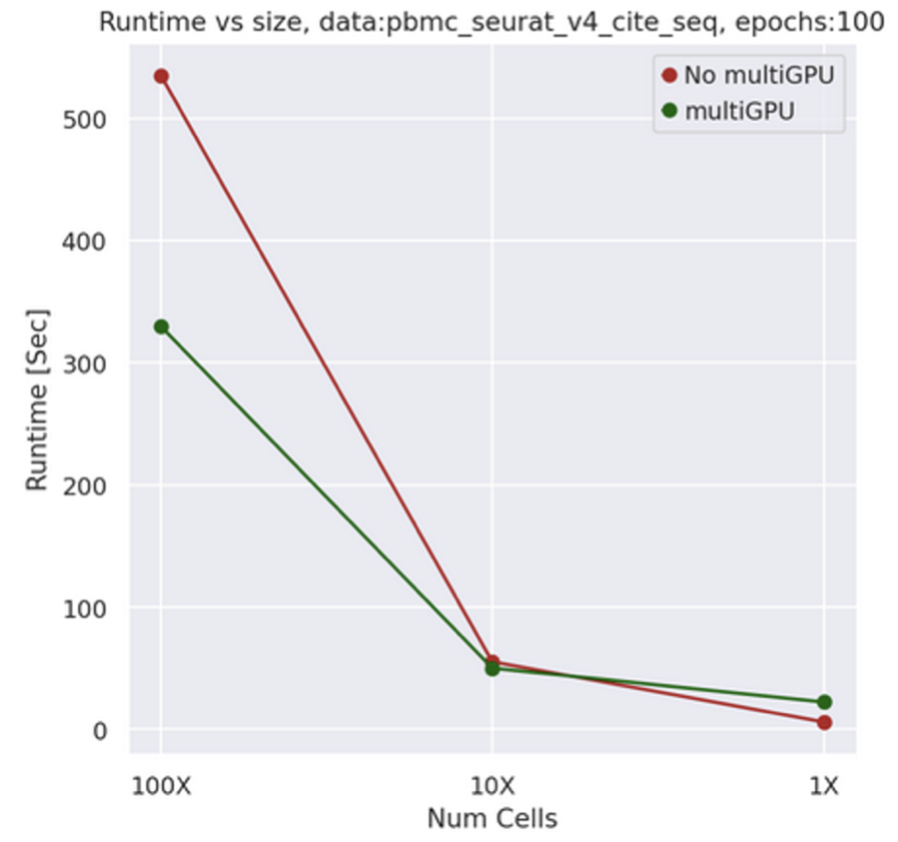 Runtime vs size, data:pbmc_seurat_v4_cite_seq, epochs:100
No multiGPU
multiGPU
500
400
300
200
100
0
Runtime [Sec]
100X
10X
1X
Num Cells